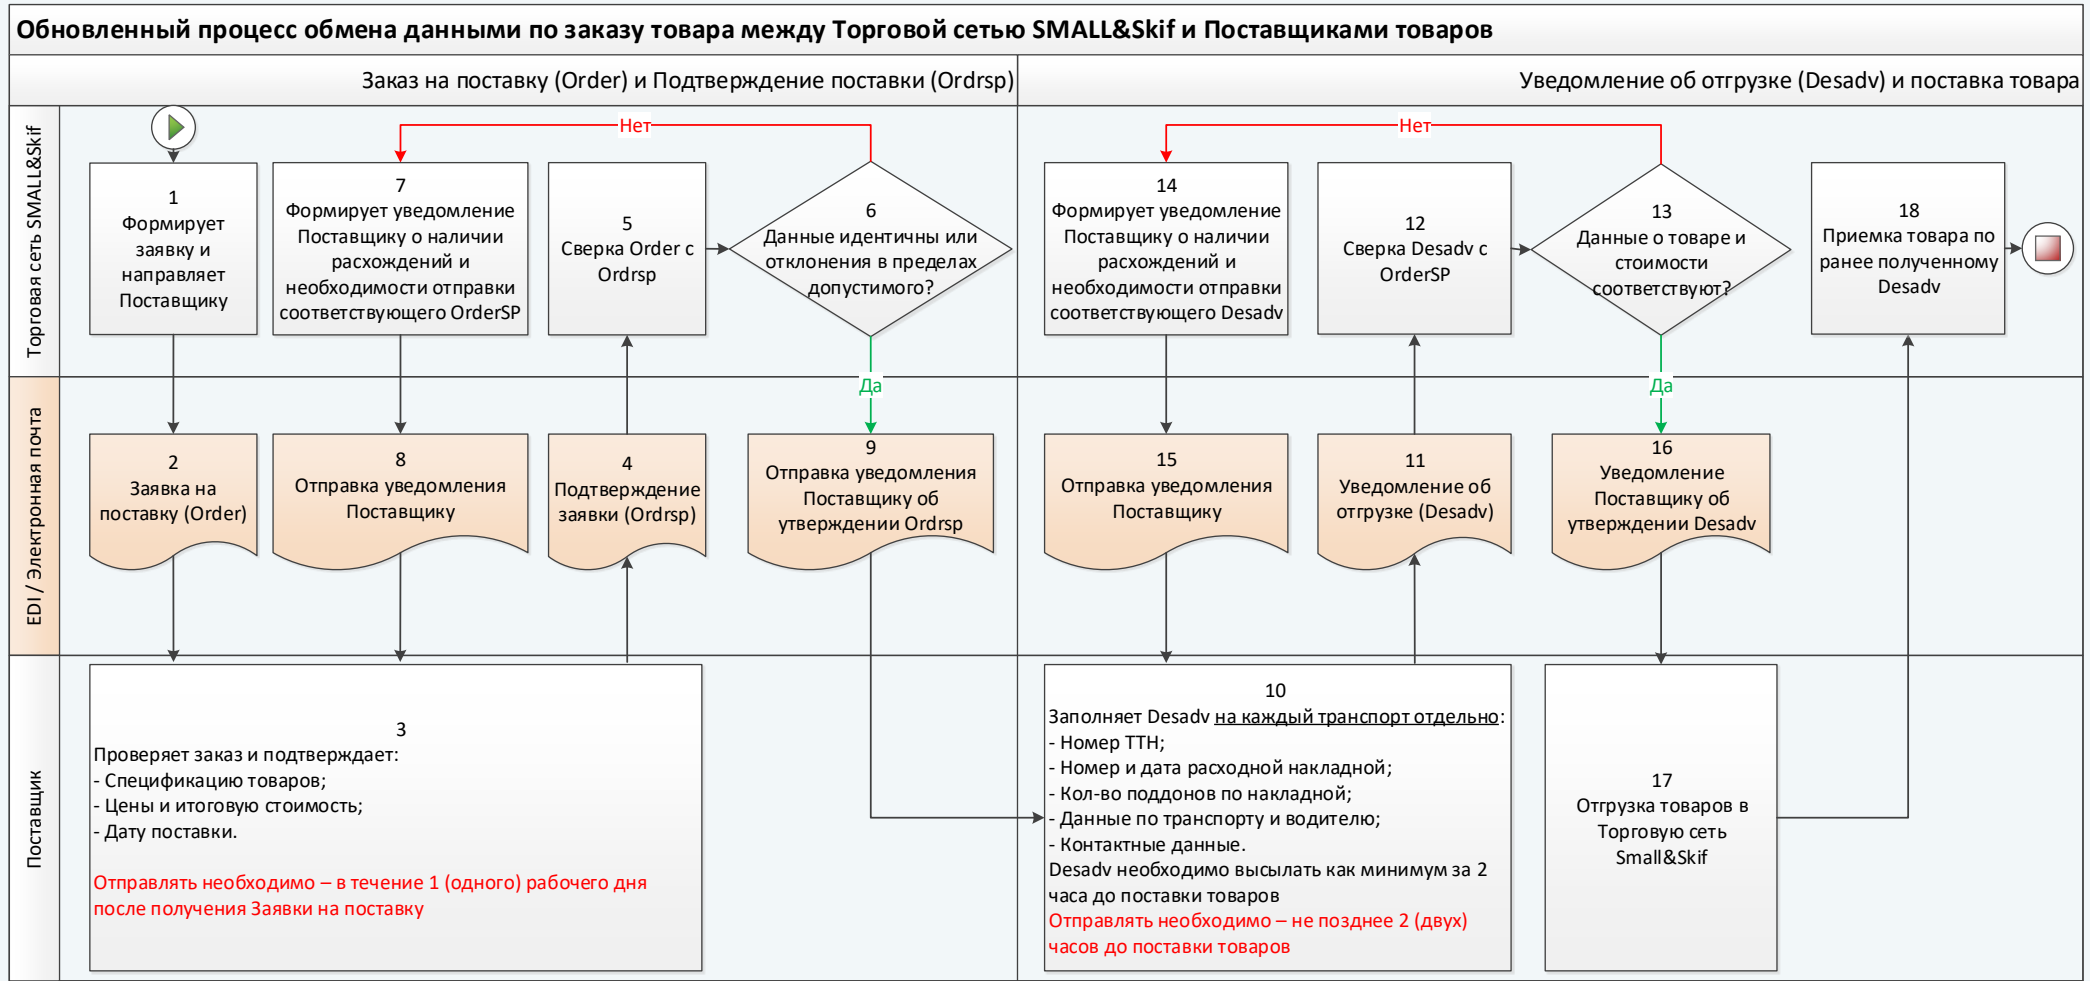 Обновленный процесс обмена данными по заказу товара между Торговой сетью SMALL&Skif и Поставщиками товаров
Заказ на поставку (Order) и Подтверждение поставки (Ordrsp)
Уведомление об отгрузке (Desadv) и поставка товара
Торговая сеть SMALL&Skif
1
Формирует
заявку и
направляет
Поставщику
7
Формирует уведомление
Поставщику о наличии
расхождений и
необходимости отправки
соответствующего OrderSP
5
Сверка Order с
Ordrsp
6
Данные идентичны или
отклонения в пределах
допустимого?
Нет
Да
14
Формирует уведомление
Поставщику о наличии
расхождений и
необходимости отправки
соответствующего Desadv
12
Сверка Desadv с
OrderSP
13
Данные о товаре и
стоимости
соответствуют?
Нет
Да
18
Приемка товара по
ранее полученному
Desadv
EDI / Электронная почта
2
Заявка на
поставку (Order)
8
Отправка уведомления
Поставщику
4
Подтверждение
заявки (Ordrsp)
9
Отправка уведомления
Поставщику об
утверждении Ordrsp
15
Отправка уведомления
Поставщику
11
Уведомление об
отгрузке (Desadv)
16
Уведомление
Поставщику об
утверждении Desadv
Поставщик
3
Проверяет заказ и подтверждает:
- Спецификацию товаров;
- Цены и итоговую стоимость;
- Дату поставки.
Отправлять необходимо – в течение 1 (одного) рабочего дня
после получения Заявки на поставку
10
Заполняет Desadv на каждый транспорт отдельно:
- Номер ТТН;
- Номер и дата расходной накладной;
- Кол-во поддонов по накладной;
- Данные по транспорту и водителю;
- Контактные данные.
Desadv необходимо высылать как минимум за 2
часа до поставки товаров
Отправлять необходимо – не позднее 2 (двух)
часов до поставки товаров
17
Отгрузка товаров в
Торговую сеть
Small&Skif